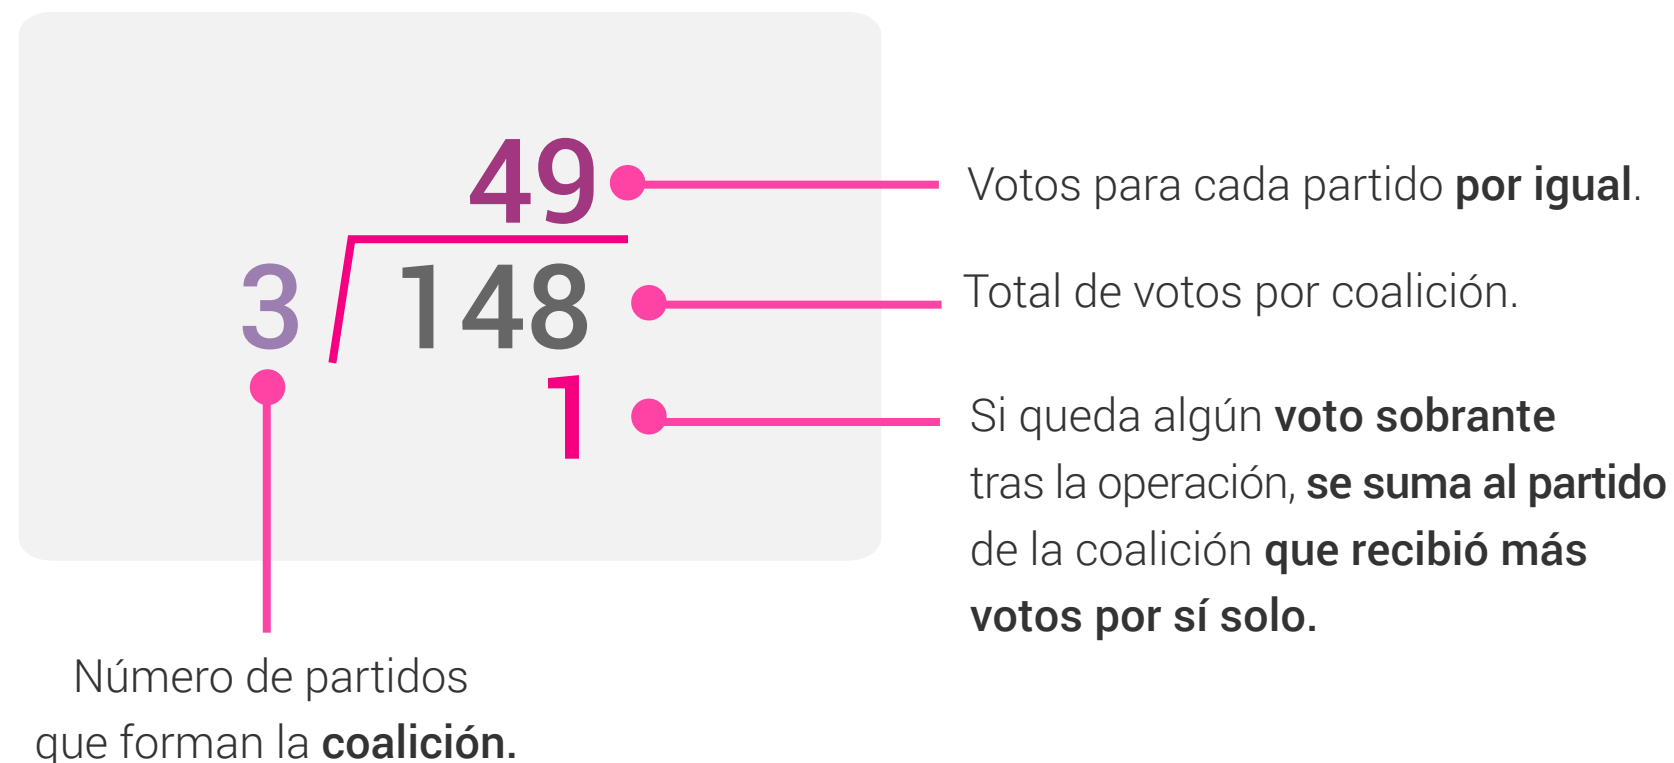 49
Votos para cada partido por igual.
3 148
Total de votos por coalición.
1
Si queda algún voto sobrante
tras la operación, se suma al partido
de la coalición que recibió más
votos por sí solo.
Número de partidos
que forman la coalición.